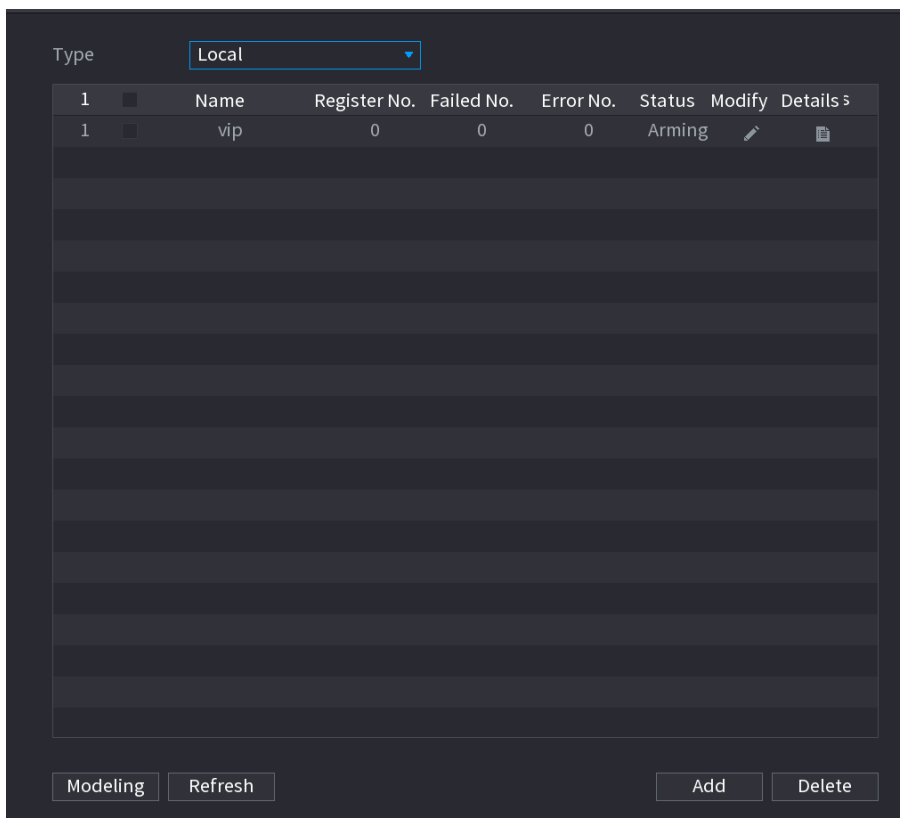 Type Local
1 Name Register No. Failed No. Error No. Status Modify Details s
1 vip 0 0 0 Arming
Modeling Refresh Add Delete